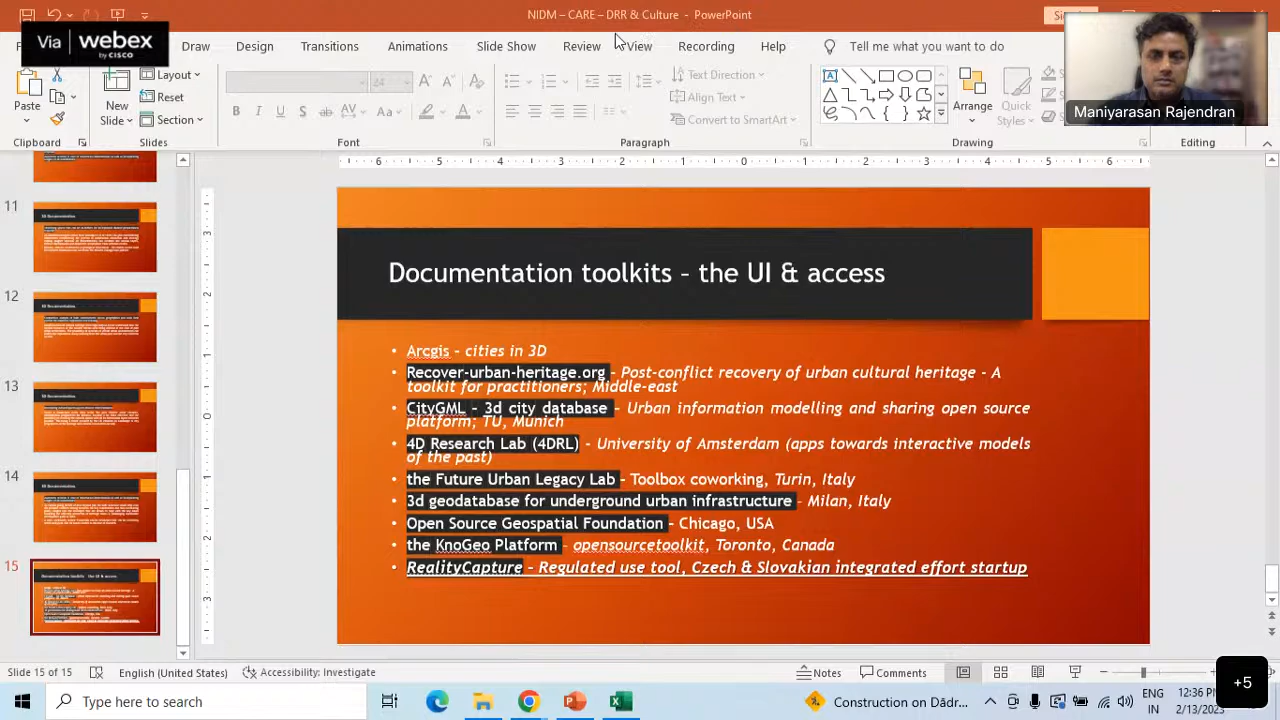 NIDM – CARE – DRR & Culture - PowerPoint
Via webex
by CISCO
Draw Design Transitions Animations Slide Show Review View Recording Help Tell me what you want to do
Maniyarasan Rajendran
Paste
New
Slide
Layout
Reset
Section
24
B I U S ab Aa
Text Direction
Align Text
Convert to SmartArt
Arrange
Quick
Styles
Clipboard Slides Paragraph Drawing Editing
11
12
13
14
15
Documentation toolkits – the UI & access
• Arcgis – cities in 3D
• Recover-urban-heritage.org – Post-conflict recovery of urban cultural heritage - A
toolkit for practitioners; Middle-east
• CityGML – 3d city database – Urban information modelling and sharing open source
platform; TU, Munich
• 4D Research Lab (4DRL) – University of Amsterdam (apps towards interactive models
of the past)
• the Future Urban Legacy Lab – Toolbox coworking, Turin, Italy
• 3d geodatabase for underground urban infrastructure – Milan, Italy
• Open Source Geospatial Foundation – Chicago, USA
• the KnoGeo Platform – opensourcetoolkit, Toronto, Canada
• RealityCapture – Regulated use tool, Czech & Slovakian integrated effort startup
Slide 15 of 15 English (United States) Accessibility: Investigate Notes Comments
+5
Type here to search
Construction on Dādr...
ENG
IN
12:36 PM
2/13/2023